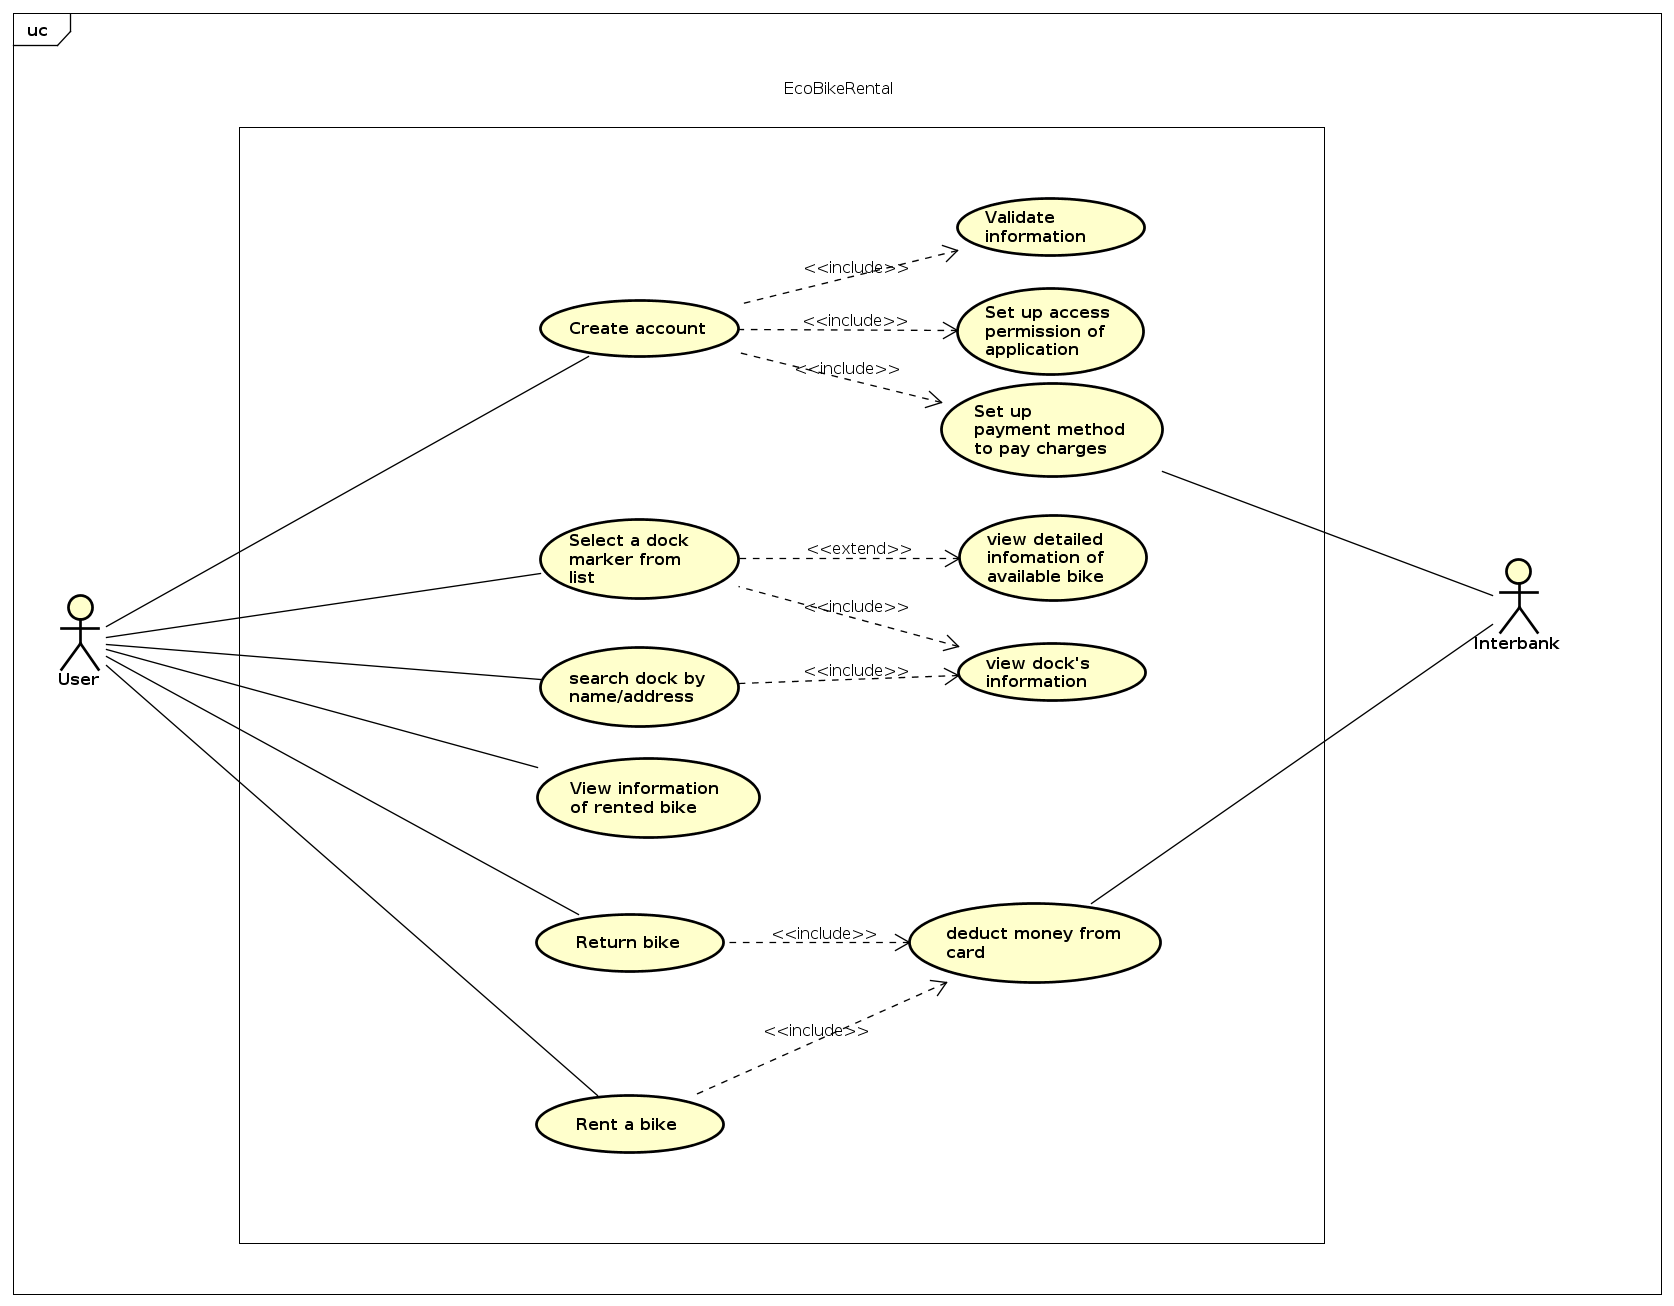 uc
EcoBikeRental
Validate
information
<<include>>
Create account
<<include>>
Set up access
permission of
application
<<include>>
Set up
payment method
to pay charges
Select a dock
marker from
list
<<extend>>
view detailed
infomation of
available bike
<<include>>
User
Interbank
search dock by
name/address
<<include>>
view dock's
information
View information
of rented bike
Return bike
<<include>>
deduct money from
card
<<include>>
Rent a bike